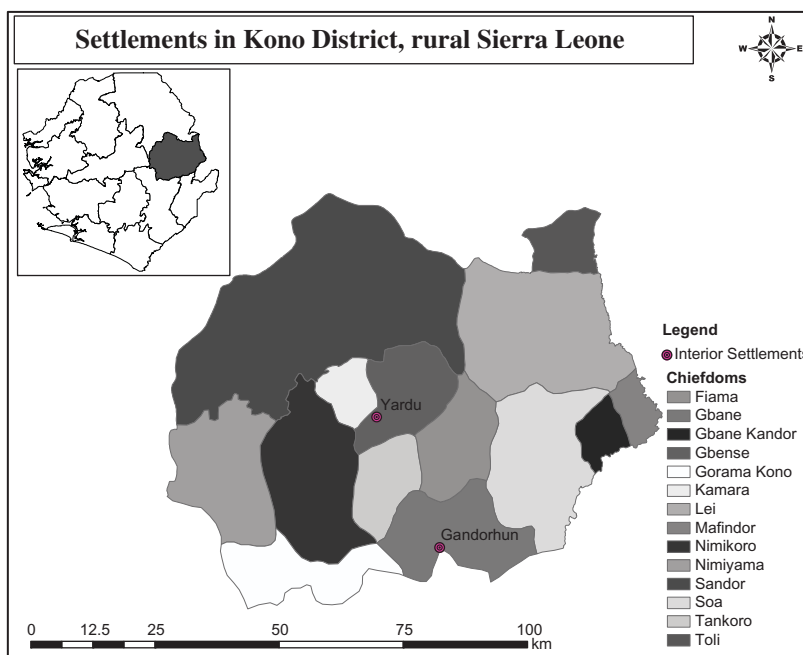 Settlements in Kono District, rural Sierra Leone
N
W E
S
Legend
Interior Settlements
Chiefdoms
Fiama
Gbane
Gbane Kandor
Gbense
Gorama Kono
Kamara
Lei
Mafindor
Nimikoro
Nimiyama
Sandor
Soa
Tankoro
Toli
Yardu
Gandorhun
0 12.5 25 50 75 100
km